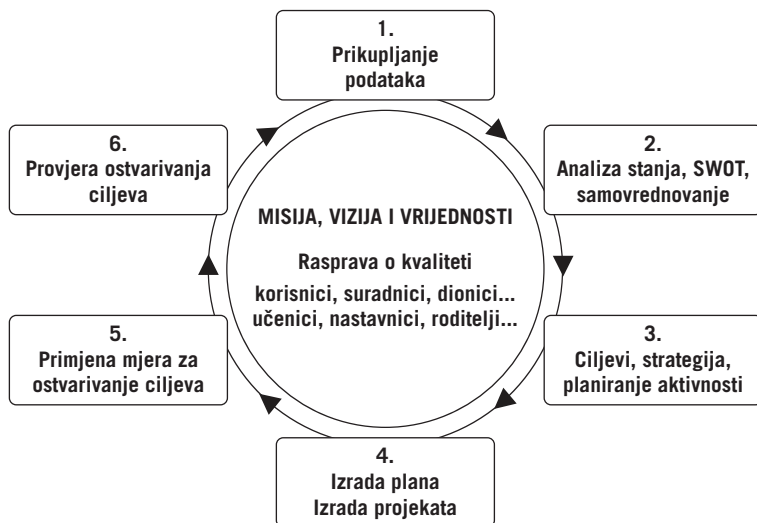 1.
Prikupljanje
podataka
2.
Analiza stanja, SWOT,
samovrednovanje
3.
Ciljevi, strategija,
planiranje aktivnosti
4.
Izrada plana
Izrada projekata
5.
Primjena mjera za
ostvarivanje ciljeva
6.
Provjera ostvarivanja
ciljeva
MISIJA, VIZIJA I VRIJEDNOSTI
Rasprava o kvaliteti
korisnici, suradnici, dionici...
učenici, nastavnici, roditelji...